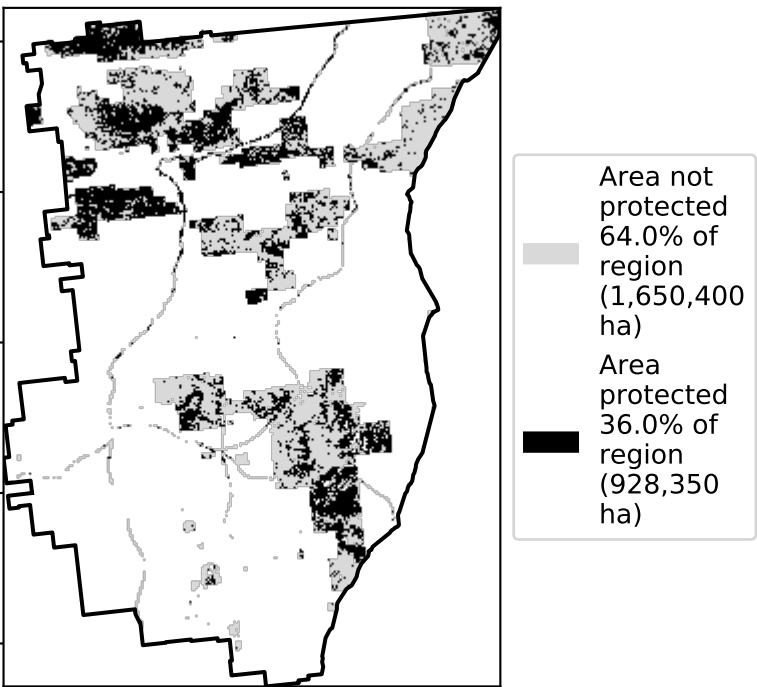 Area not
protected
64.0% of
region
(1,650,400
ha)
Area
protected
36.0% of
region
(928,350
ha)